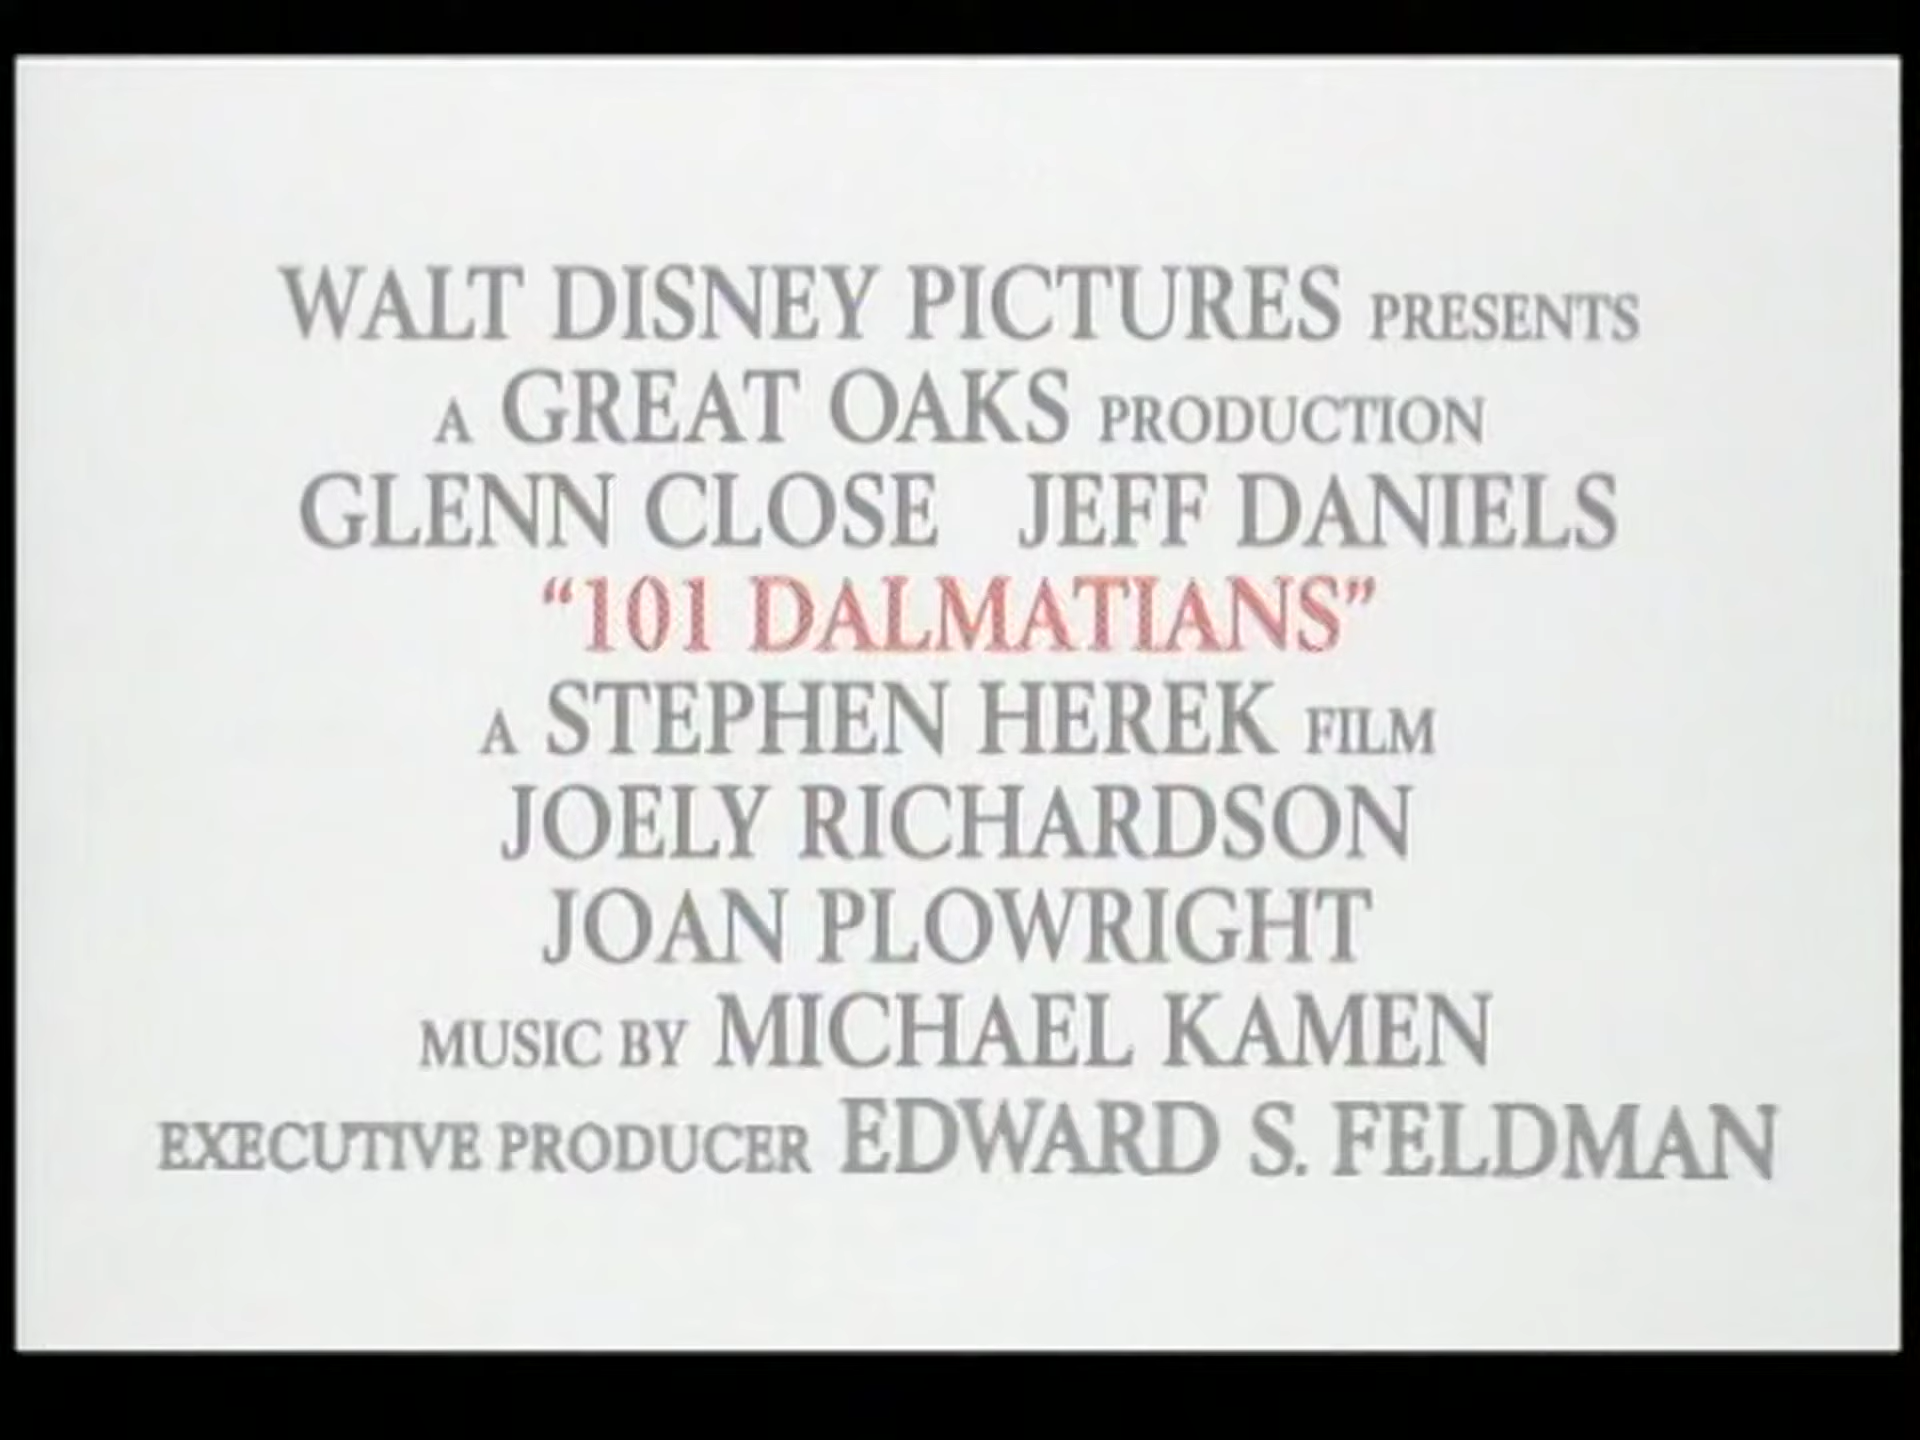 WALT DISNEY PICTURES PRESENTS
A GREAT OAKS PRODUCTION
GLENN CLOSE JEFF DANIELS
“101 DALMATIANS”
A STEPHEN HEREK FILM
JOELY RICHARDSON
JOAN PLOWRIGHT
MUSIC BY MICHAEL KAMEN
EXECUTIVE PRODUCER EDWARD S. FELDMAN